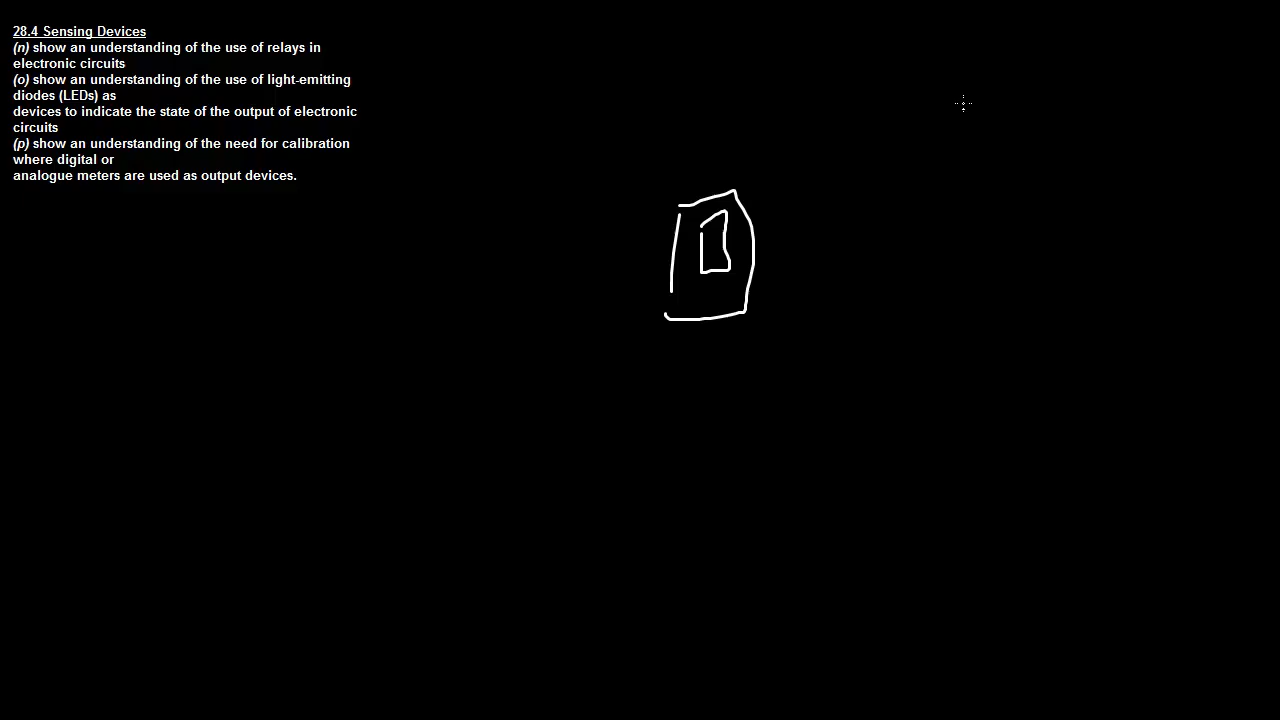 28.4 Sensing Devices
(n) show an understanding of the use of relays in
electronic circuits
(o) show an understanding of the use of light-emitting
diodes (LEDs) as
devices to indicate the state of the output of electronic
circuits
(p) show an understanding of the need for calibration
where digital or
analogue meters are used as output devices.